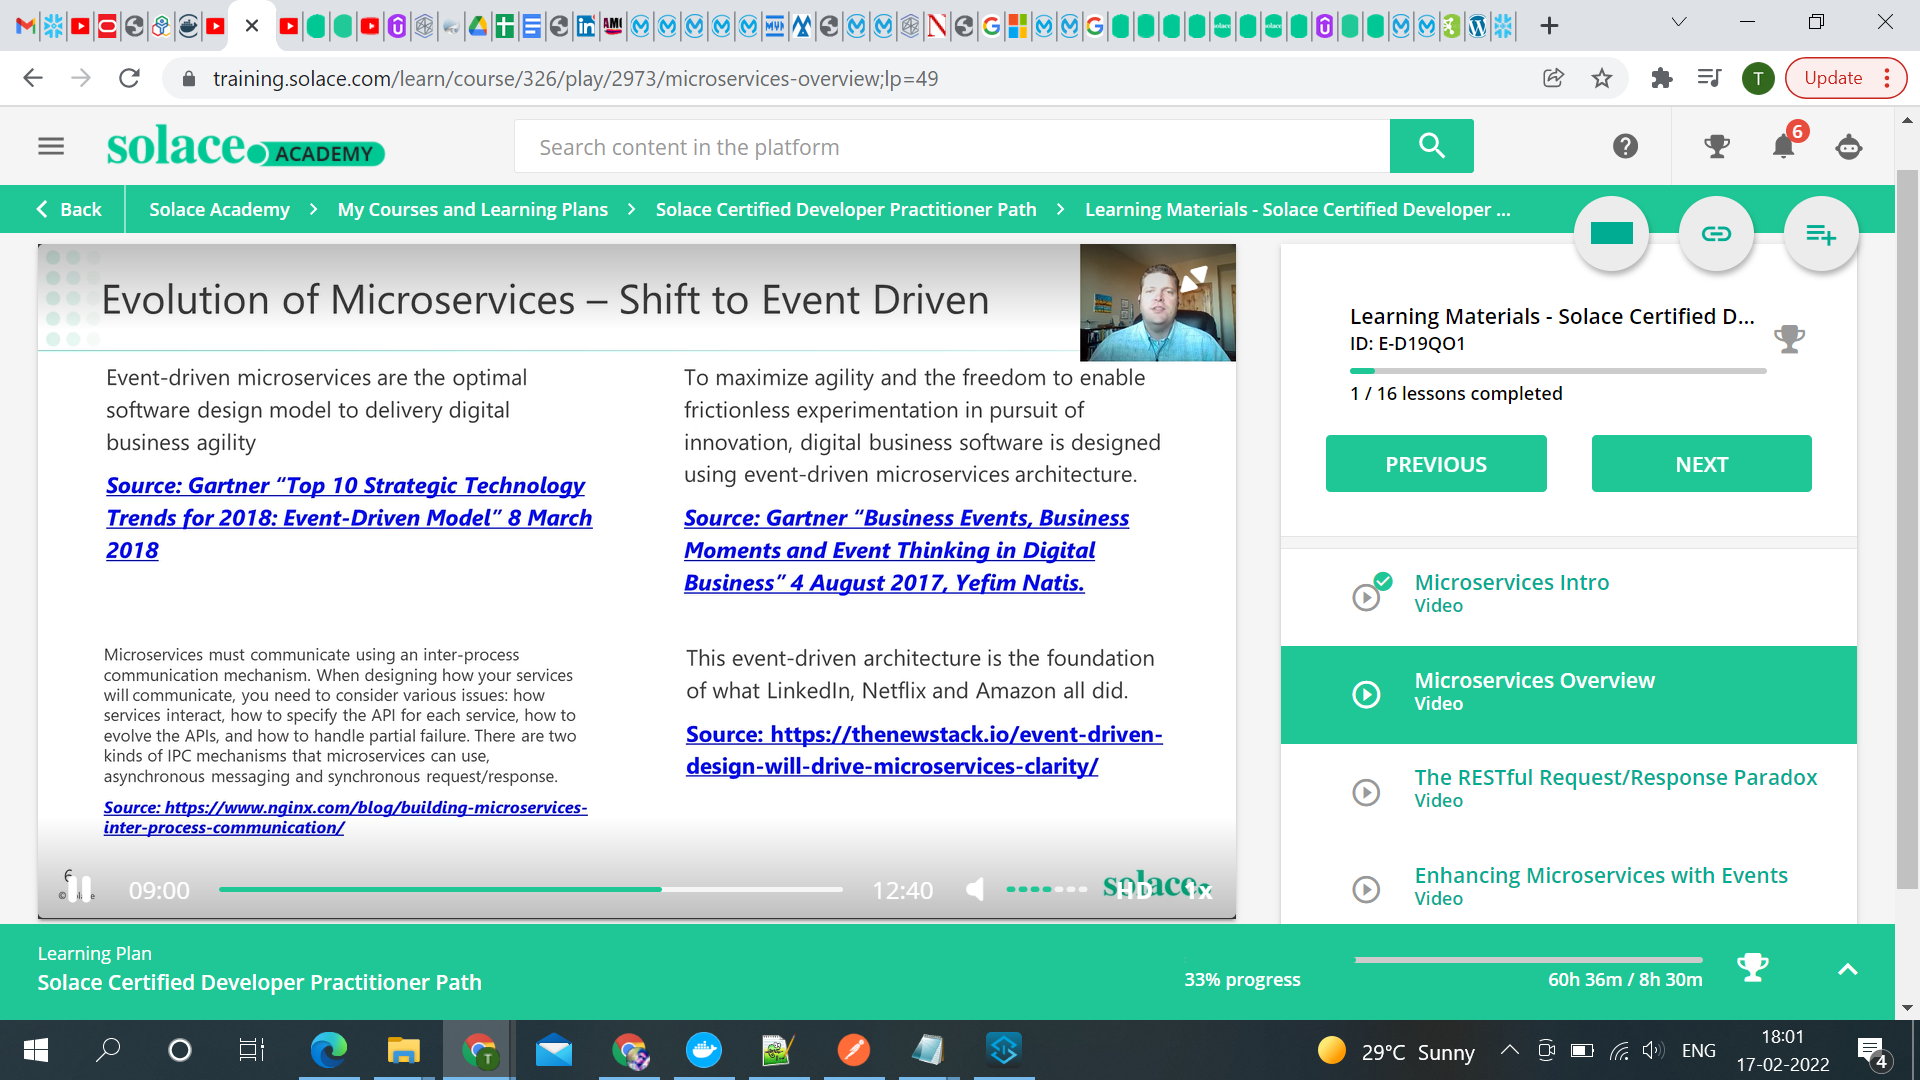 training.solace.com/learn/course/326/play/2973/microservices-overview;lp=49
T
Update
solace. ACADEMY
Search content in the platform
6
Back
Solace Academy
My Courses and Learning Plans
Solace Certified Developer Practitioner Path
Learning Materials - Solace Certified Developer ...
Evolution of Microservices – Shift to Event Driven
Event-driven microservices are the optimal
software design model to delivery digital
business agility
Source: Gartner “Top 10 Strategic Technology
Trends for 2018: Event-Driven Model” 8 March
2018
To maximize agility and the freedom to enable
frictionless experimentation in pursuit of
innovation, digital business software is designed
using event-driven microservices architecture.
Source: Gartner “Business Events, Business
Moments and Event Thinking in Digital
Business” 4 August 2017, Yefim Natis.
Microservices must communicate using an inter-process
communication mechanism. When designing how your services
will communicate, you need to consider various issues: how
services interact, how to specify the API for each service, how to
evolve the APIs, and how to handle partial failure. There are two
kinds of IPC mechanisms that microservices can use,
asynchronous messaging and synchronous request/response.
Source: https://www.nginx.com/blog/building-microservices-
inter-process-communication/
This event-driven architecture is the foundation
of what LinkedIn, Netflix and Amazon all did.
Source: https://thenewstack.io/event-driven-
design-will-drive-microservices-clarity/
6
09:00
12:40
solace.
HD
1x
Learning Materials - Solace Certified D...
ID: E-D19QO1
1 / 16 lessons completed
PREVIOUS
NEXT
Microservices Intro
Video
Microservices Overview
Video
The RESTful Request/Response Paradox
Video
Enhancing Microservices with Events
Video
Learning Plan
Solace Certified Developer Practitioner Path
33% progress
60h 36m / 8h 30m
29°C Sunny
ENG
18:01
17-02-2022
4